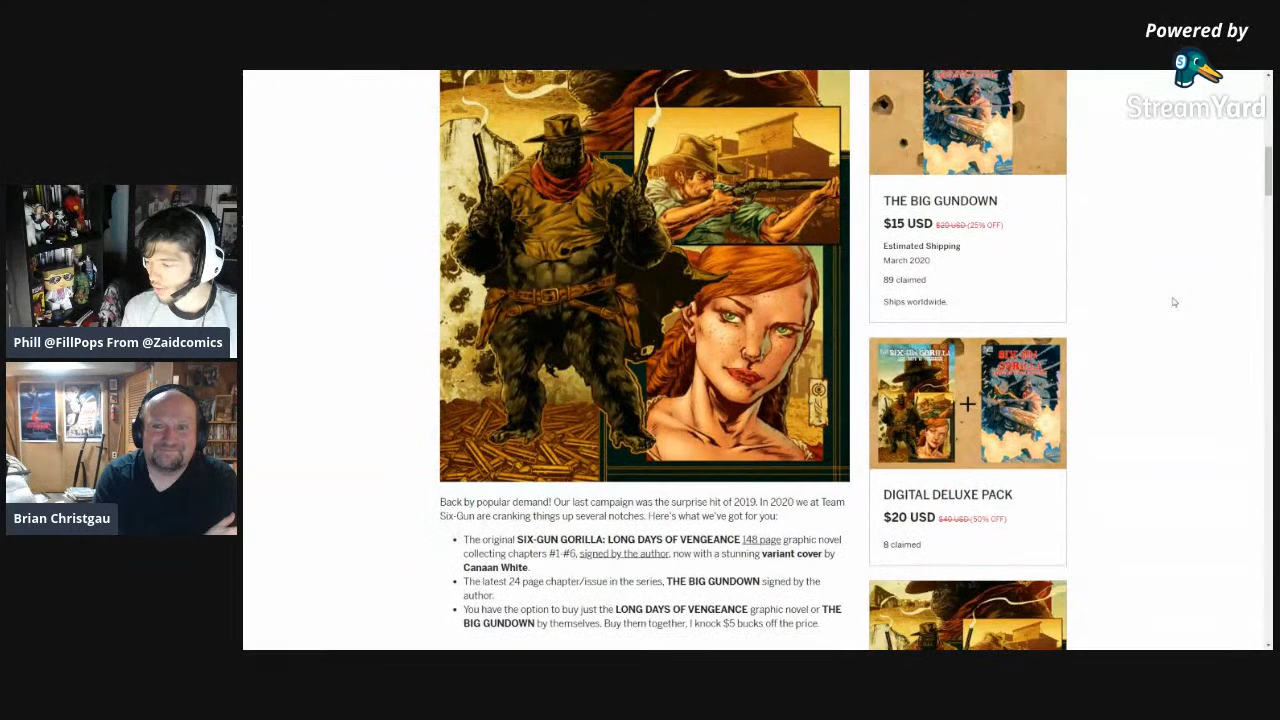 Powered by
StreamYard
Phill @FillPops From @Zaidcomics
Brian Christgau
Back by popular demand! Our last campaign was the surprise hit of 2019. In 2020 we at Team
Six-Gun are cranking things up several notches. Here's what we've got for you:
The original SIX-GUN GORILLA: LONG DAYS OF VENGEANCE 148 page graphic novel
collecting chapters #1-#6, signed by the author, now with a stunning variant cover by
Canaan White.
The latest 24 page chapter/issue in the series, THE BIG GUNDOWN signed by the
author.
You have the option to buy just the LONG DAYS OF VENGEANCE graphic novel or THE
BIG GUNDOWN by themselves. Buy them together, I knock $5 bucks off the price.
THE BIG GUNDOWN
$15 USD $20 USD (25% OFF)
Estimated Shipping
March 2020
89 claimed
Ships worldwide.
SIX-GUN GORILLA
SIX-GUN
GORILLA
DIGITAL DELUXE PACK
$20 USD $40 USD (50% OFF)
8 claimed